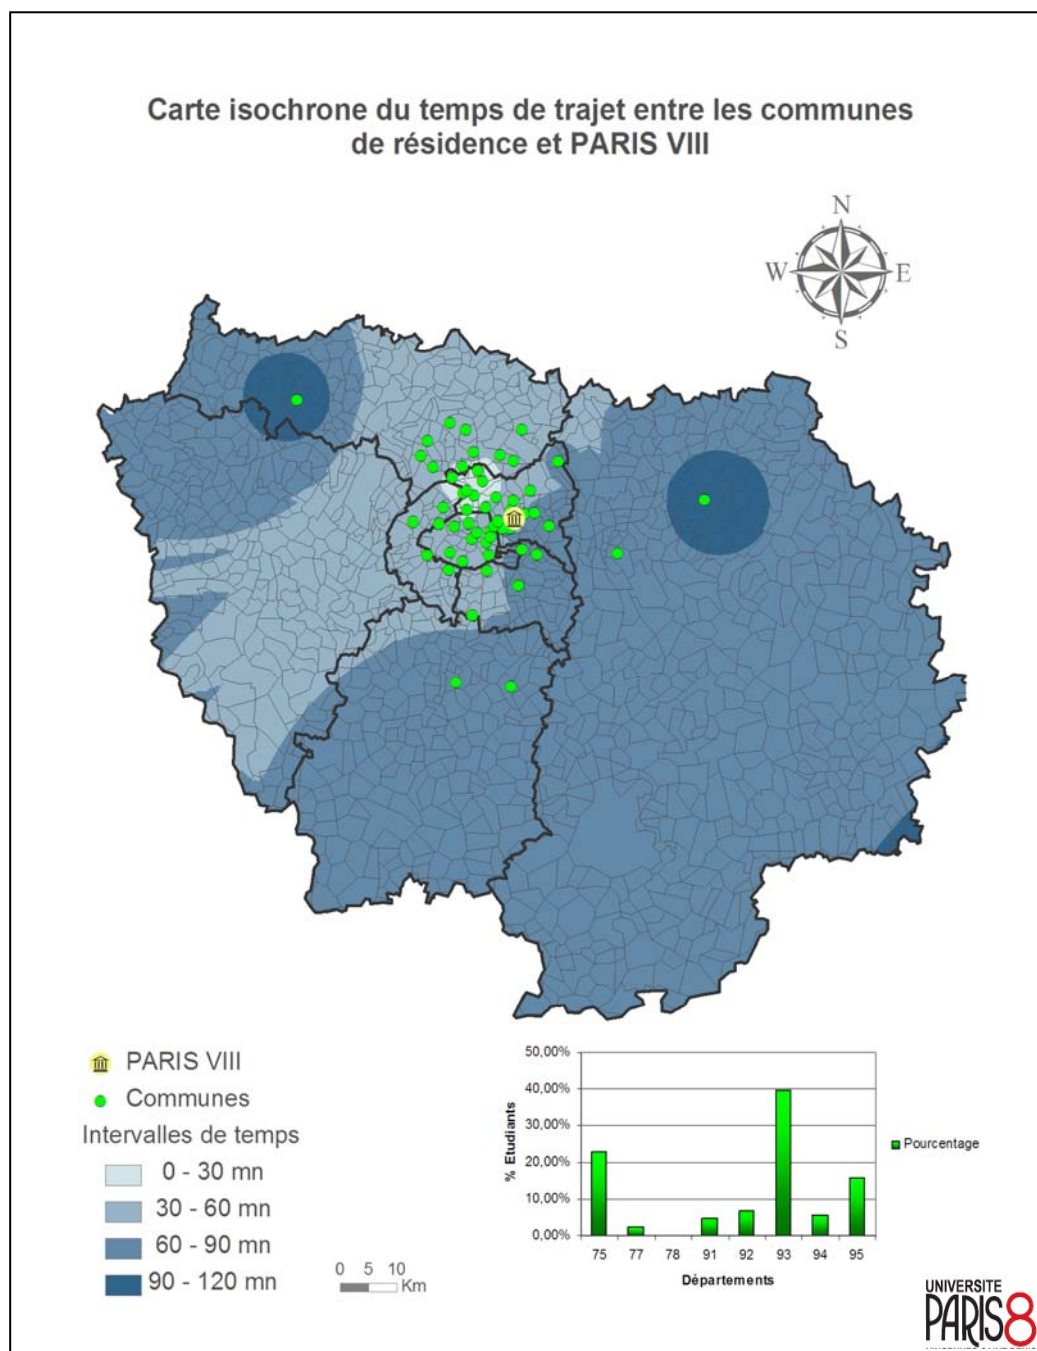 Carte isochrone du temps de trajet entre les communes
de résidence et PARIS VIII
N
W
E
S
PARIS VIII
Communes
Intervalles de temps
0 - 30 mn
30 - 60 mn
60 - 90 mn
90 - 120 mn
0 5 10
Km
50,00%
40,00%
30,00%
20,00%
10,00%
0,00%
% Etudiants
75 77 78 91 92 93 94 95
Départements
Pourcentage
UNIVERSITE
PARIS8